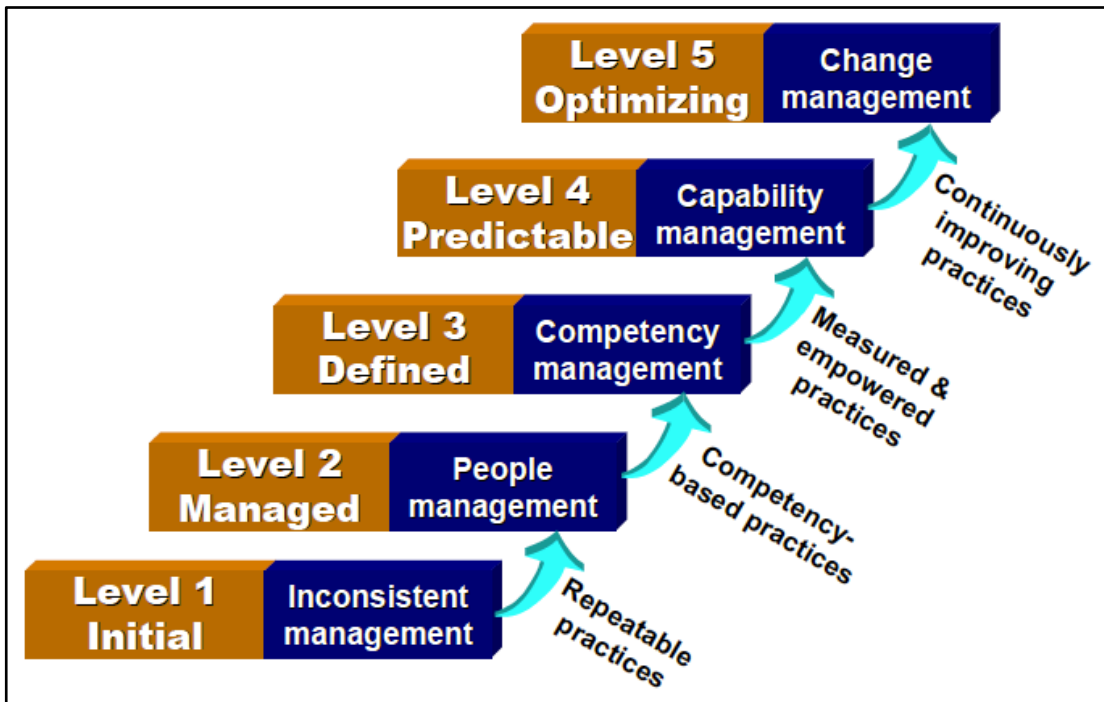 Level 5
Optimizing
Change
management
Level 4
Predictable
Capability
management
Continuously
improving
practices
Level 3
Defined
Competency
management
Measured &
empowered
practices
Level 2
Managed
People
management
Competency-
based practices
Level 1
Initial
Inconsistent
management
Repeatable
practices